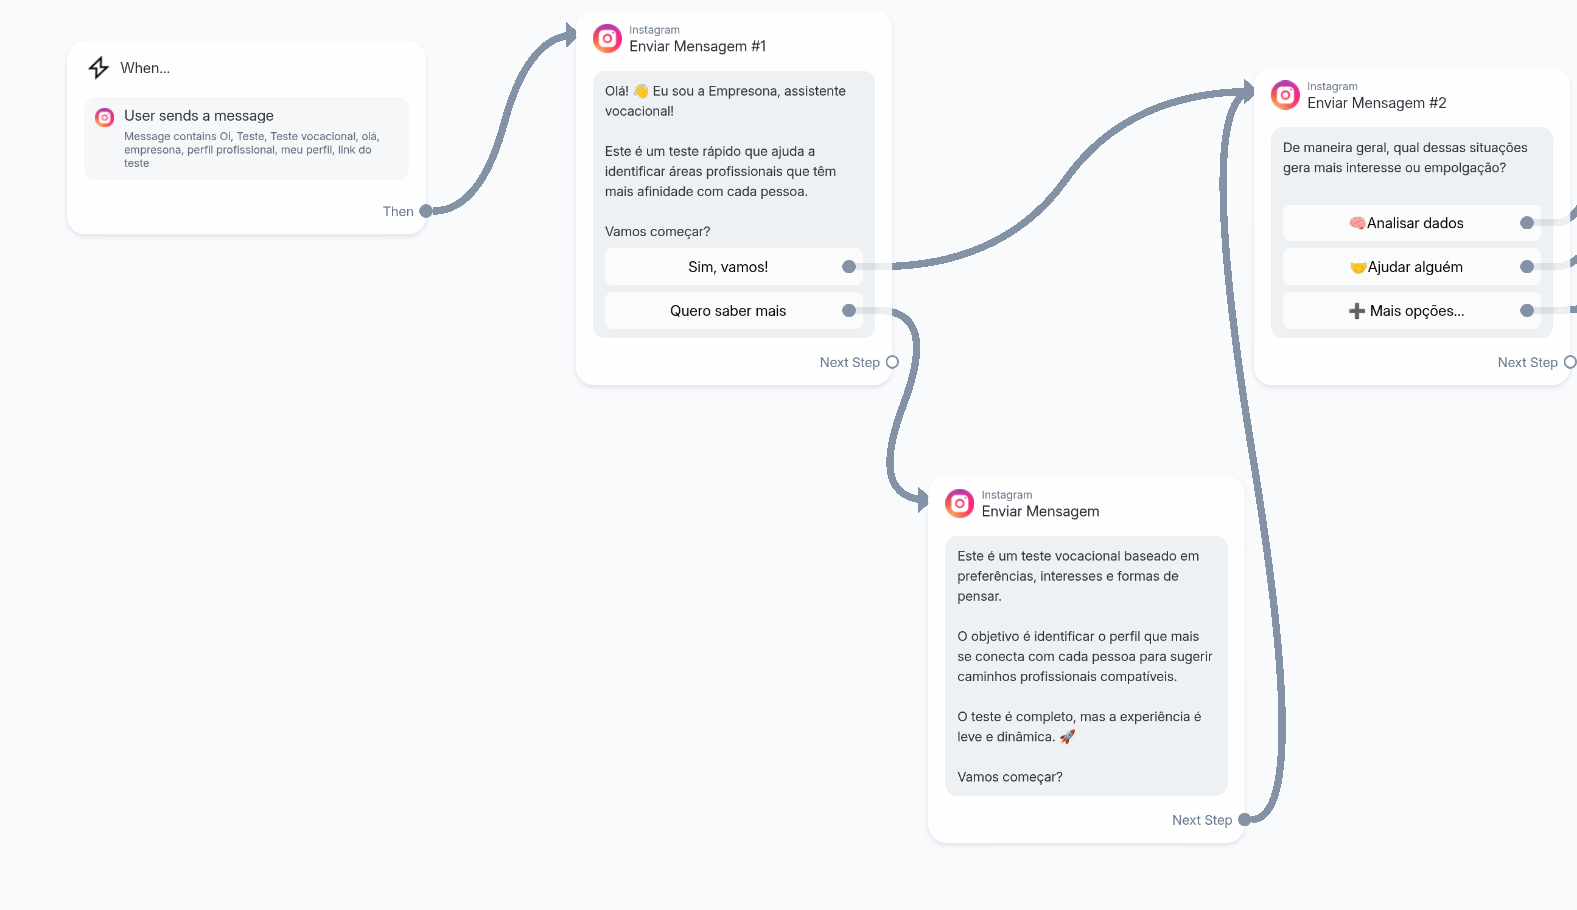 When...
User sends a message
Message contains Oi, Teste, Teste vocacional, olá,
empresona, perfil profissional, meu perfil, link do
teste
Then
Instagram
Enviar Mensagem #1
Olá! 👋 Eu sou a Empresona, assistente
vocacional!
Este é um teste rápido que ajuda a
identificar áreas profissionais que têm
mais afinidade com cada pessoa.
Vamos começar?
Sim, vamos!
Quero saber mais
Next Step
Instagram
Enviar Mensagem #2
De maneira geral, qual dessas situações
gera mais interesse ou empolgação?
🧠Analisar dados
🤝Ajudar alguém
➕ Mais opções...
Next Step
Instagram
Enviar Mensagem
Este é um teste vocacional baseado em
preferências, interesses e formas de
pensar.
O objetivo é identificar o perfil que mais
se conecta com cada pessoa para sugerir
caminhos profissionais compatíveis.
O teste é completo, mas a experiência é
leve e dinâmica. 🚀
Vamos começar?
Next Step